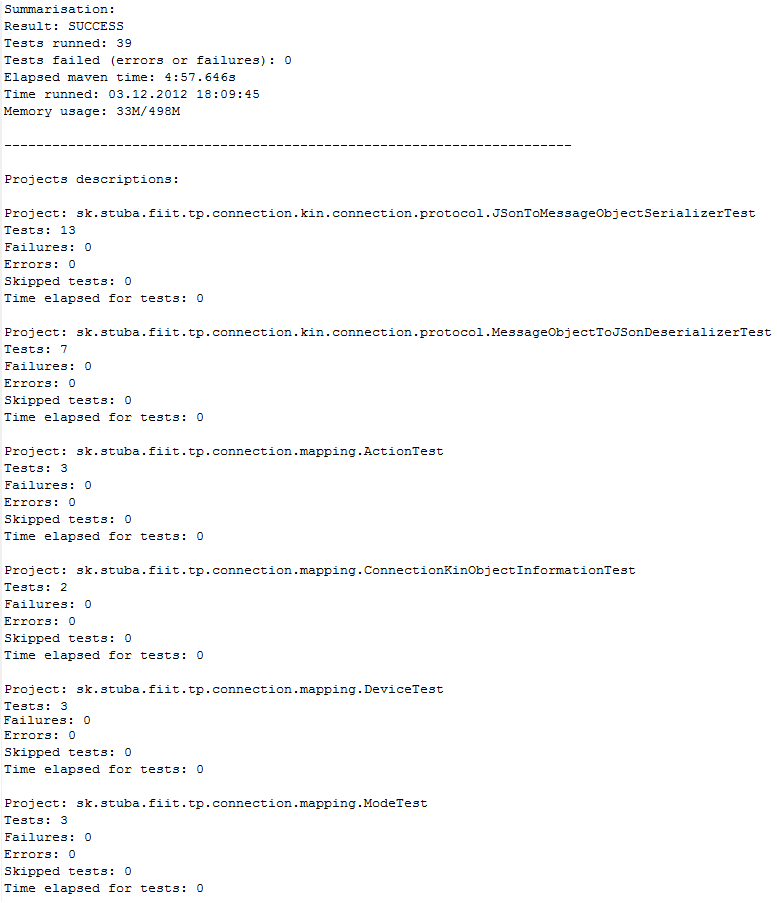 Summarisation:
Result: SUCCESS
Tests runned: 39
Tests failed (errors or failures): 0
Elapsed maven time: 4:57.646s
Time runned: 03.12.2012 18:09:45
Memory usage: 33M/498M
-----------------------------------------------------------------------
Projects descriptions:
Project: sk.stuba.fiit.tp.connection.kin.connection.protocol.JSonToMessageObjectSerializerTest
Tests: 13
Failures: 0
Errors: 0
Skipped tests: 0
Time elapsed for tests: 0
Project: sk.stuba.fiit.tp.connection.kin.connection.protocol.MessageObjectToJSonDeserializerTest
Tests: 7
Failures: 0
Errors: 0
Skipped tests: 0
Time elapsed for tests: 0
Project: sk.stuba.fiit.tp.connection.mapping.ActionTest
Tests: 3
Failures: 0
Errors: 0
Skipped tests: 0
Time elapsed for tests: 0
Project: sk.stuba.fiit.tp.connection.mapping.ConnectionKinObjectInformationTest
Tests: 2
Failures: 0
Errors: 0
Skipped tests: 0
Time elapsed for tests: 0
Project: sk.stuba.fiit.tp.connection.mapping.DeviceTest
Tests: 3
Failures: 0
Errors: 0
Skipped tests: 0
Time elapsed for tests: 0
Project: sk.stuba.fiit.tp.connection.mapping.ModeTest
Tests: 3
Failures: 0
Errors: 0
Skipped tests: 0
Time elapsed for tests: 0